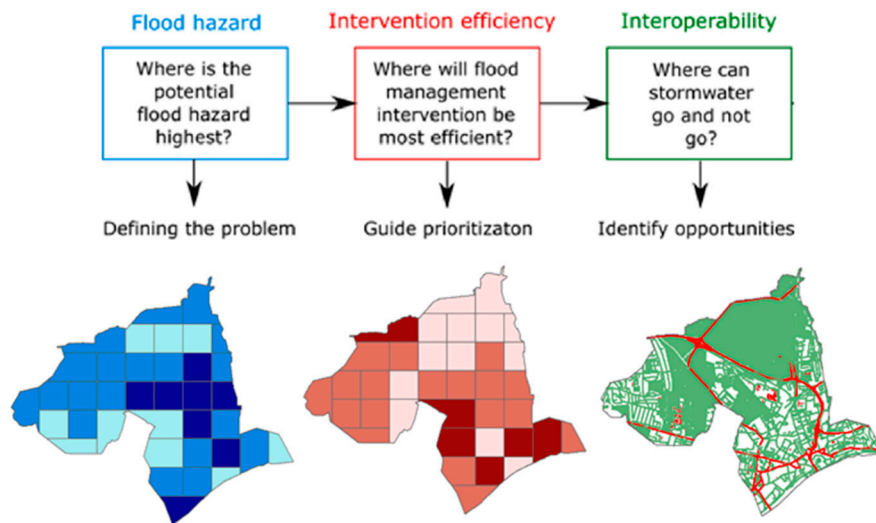 Flood hazard
Intervention efficiency
Interoperability
Where is the
potential
flood hazard
highest?
Where will flood
management
intervention be
most efficient?
Where can
stormwater
go and not
go?
Defining the problem
Guide prioritizaton
Identify opportunities